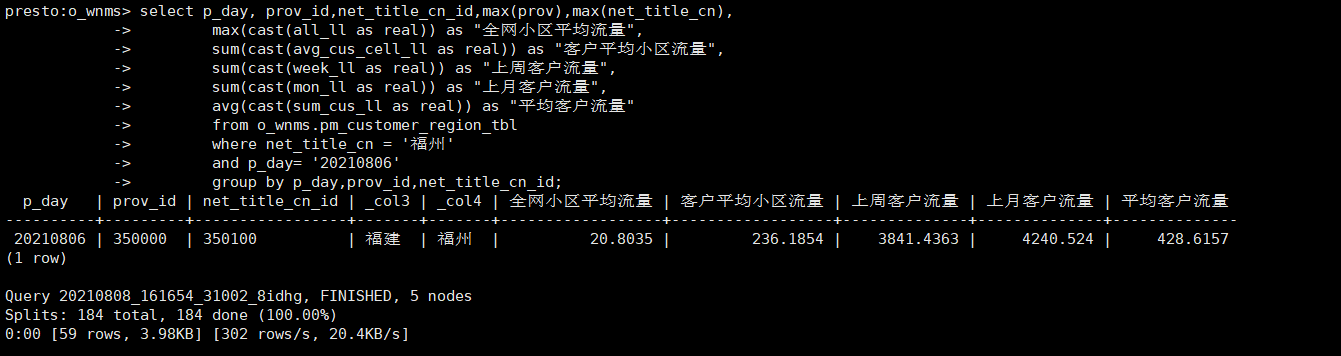 presto:o_wnms> select p_day, prov_id,net_title_cn_id,max(prov),max(net_title_cn),
            ->         max(cast(all_ll as real)) as "全网小区平均流量",
            ->         sum(cast(avg_cus_cell_ll as real)) as "客户平均小区流量",
            ->         sum(cast(week_ll as real)) as "上周客户流量",
            ->         sum(cast(mon_ll as real)) as "上月客户流量",
            ->         avg(cast(sum_cus_ll as real)) as "平均客户流量"
            ->         from o_wnms.pm_customer_region_tbl
            ->         where net_title_cn = '福州'
            ->         and p_day= '20210806'
            ->         group by p_day,prov_id,net_title_cn_id;
  p_day   | prov_id | net_title_cn_id | _col3 | _col4 | 全网小区平均流量 | 客户平均小区流量 | 上周客户流量 | 上月客户流量 | 平均客户流量
----------+---------+-----------------+-------+-------+------------------+------------------+--------------+--------------+--------------
 20210806 | 350000  | 350100          | 福建  | 福州  |          20.8035 |         236.1854 |    3841.4363 |     4240.524 |     428.6157
(1 row)
Query 20210808_161654_31002_8idhg, FINISHED, 5 nodes
Splits: 184 total, 184 done (100.00%)
0:00 [59 rows, 3.98KB] [302 rows/s, 20.4KB/s]